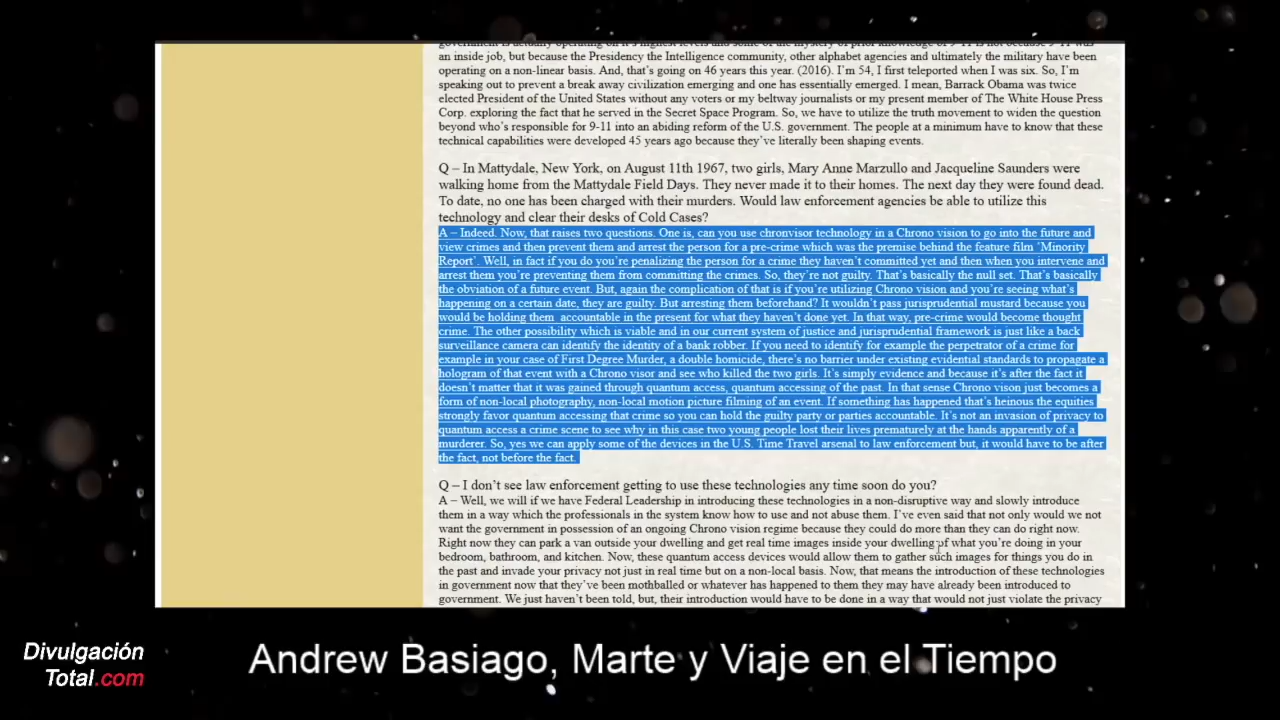 government is actually operating on it's highest levels and some of the mystery of prior knowledge of 9-11 is not because 9-11 was
an inside job, but because the Presidency the Intelligence community, other alphabet agencies and ultimately the military have been
operating on a non-linear basis. And, that's going on 46 years this year. (2016). I'm 54, I first teleported when I was six. So, I'm
speaking out to prevent a break away civilization emerging and one has essentially emerged. I mean, Barrack Obama was twice
elected President of the United States without any voters or my beltway journalists or my present member of The White House Press
Corp. exploring the fact that he served in the Secret Space Program. So, we have to utilize the truth movement to widen the question
beyond who's responsible for 9-11 into an abiding reform of the U.S. government. The people at a minimum have to know that these
technical capabilities were developed 45 years ago because they've literally been shaping events.
Q – In Mattydale, New York, on August 11th 1967, two girls, Mary Anne Marzullo and Jacqueline Saunders were
walking home from the Mattydale Field Days. They never made it to their homes. The next day they were found dead.
To date, no one has been charged with their murders. Would law enforcement agencies be able to utilize this
technology and clear their desks of Cold Cases?
A – Indeed. Now, that raises two questions. One is, can you use chronvisor technology in a Chrono vision to go into the future and
view crimes and then prevent them and arrest the person for a pre-crime which was the premise behind the feature film 'Minority
Report'. Well, in fact if you do you're penalizing the person for a crime they haven't committed yet and then when you intervene and
arrest them you're preventing them from committing the crimes. So, they're not guilty. That's basically the null set. That's basically
the obviation of a future event. But, again the complication of that is if you're utilizing Chrono vision and you're seeing what's
happening on a certain date, they are guilty. But arresting them beforehand? It wouldn't pass jurisprudential mustard because you
would be holding them accountable in the present for what they haven't done yet. In that way, pre-crime would become thought
crime. The other possibility which is viable and in our current system of justice and jurisprudential framework is just like a back
surveillance camera can identify the identity of a bank robber. If you need to identify for example the perpetrator of a crime for
example in your case of First Degree Murder, a double homicide, there's no barrier under existing evidential standards to propagate a
hologram of that event with a Chrono visor and see who killed the two girls. It's simply evidence and because it's after the fact it
doesn't matter that it was gained through quantum access, quantum accessing of the past. In that sense Chrono vison just becomes a
form of non-local photography, non-local motion picture filming of an event. If something has happened that's heinous the equities
strongly favor quantum accessing that crime so you can hold the guilty party or parties accountable. It's not an invasion of privacy to
quantum access a crime scene to see why in this case two young people lost their lives prematurely at the hands apparently of a
murderer. So, yes we can apply some of the devices in the U.S. Time Travel arsenal to law enforcement but, it would have to be after
the fact, not before the fact.
Q – I don't see law enforcement getting to use these technologies any time soon do you?
A – Well, we will if we have Federal Leadership in introducing these technologies in a non-disruptive way and slowly introduce
them in a way which the professionals in the system know how to use and not abuse them. I've even said that not only would we not
want the government in possession of an ongoing Chrono vision regime because they could do more than they can do right now.
Right now they can park a van outside your dwelling and get real time images inside your dwelling of what you're doing in your
bedroom, bathroom, and kitchen. Now, these quantum access devices would allow them to gather such images for things you do in
the past and invade your privacy not just in real time but on a non-local basis. Now, that means the introduction of these technologies
in government now that they've been mothballed or whatever has happened to them they may have already been introduced to
government. We just haven't been told, but, their introduction would have to be done in a way that would not just violate the privacy
Divulgación
Total.com
Andrew Basiago, Marte y Viaje en el Tiempo